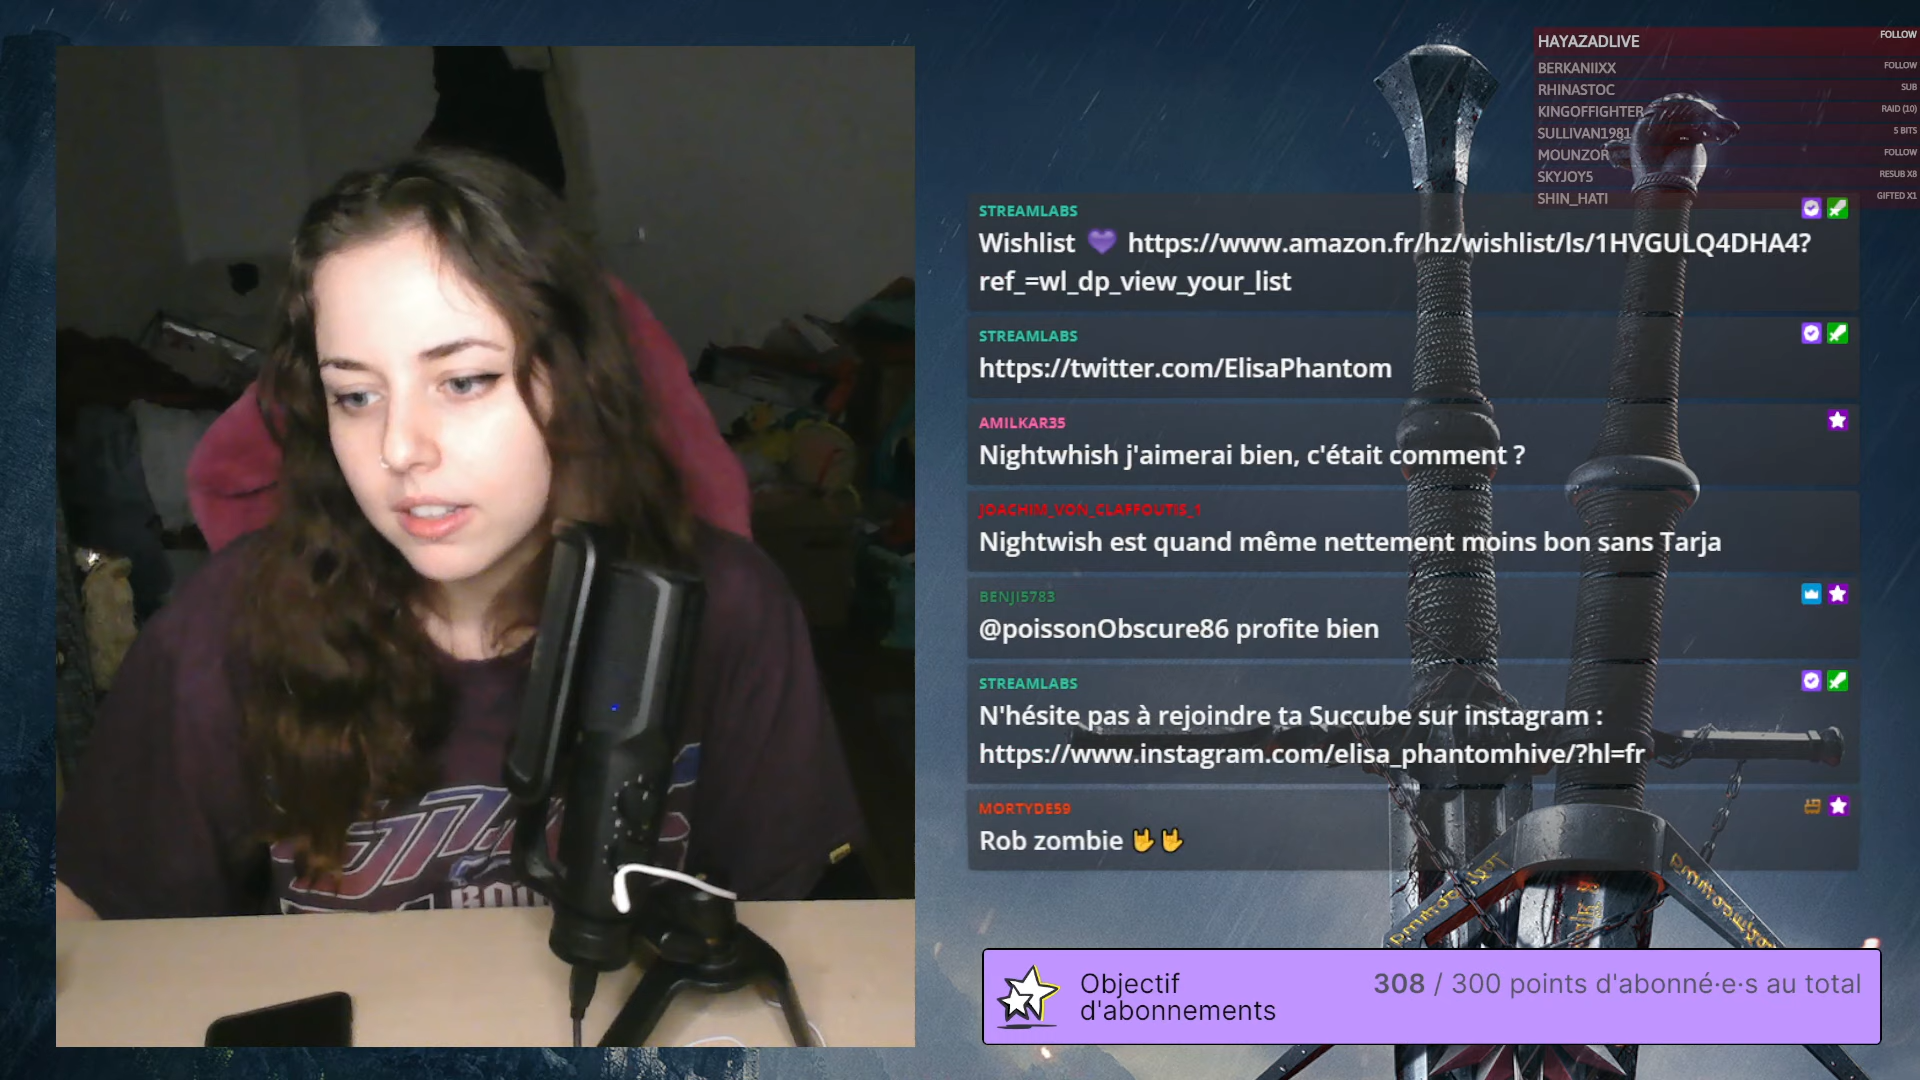 HAYAZADLIVE FOLLOW
BERKANIIXX FOLLOW
RHINASTOC SUB
KINGOFFIGHTER RAID (10)
SULLIVAN1981 5 BITS
MOUNZOR FOLLOW
SKYJOY5 RESUB X8
SHIN_HATI GIFTED X1
STREAMLABS
Wishlist 💜 https://www.amazon.fr/hz/wishlist/ls/1HVGULQ4DHA4?
ref_=wl_dp_view_your_list
STREAMLABS
https://twitter.com/ElisaPhantom
AMILKAR35
Nightwhish j'aimerai bien, c'était comment ?
JOACHIM_VON_CLAFFOUTIS_1
Nightwish est quand même nettement moins bon sans Tarja
BENJI5783
@poissonObscure86 profite bien
STREAMLABS
N'hésite pas à rejoindre ta Succube sur instagram :
https://www.instagram.com/elisa_phantomhive/?hl=fr
MORTYDE59
Rob zombie 🤘🤘
Objectif
d'abonnements
308 / 300 points d'abonné·e·s au total